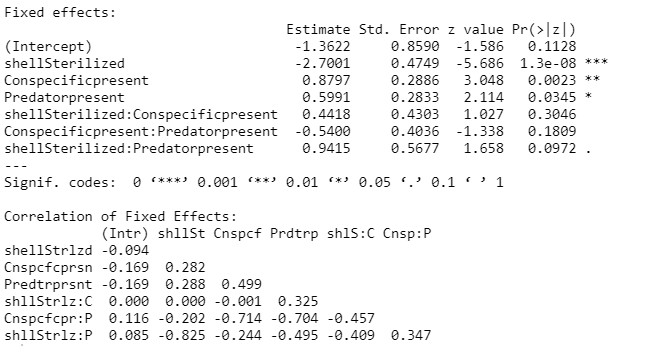 Fixed effects:
Estimate Std. Error z value Pr(>|z|)
(Intercept) -1.3622 0.8590 -1.586 0.1128
shellSterilized -2.7001 0.4749 -5.686 1.3e-08 ***
Conspecificpresent 0.8797 0.2886 3.048 0.0023 **
Predatorpresent 0.5991 0.2833 2.114 0.0345 *
shellSterilized:Conspecificpresent 0.4418 0.4303 1.027 0.3046
Conspecificpresent:Predatorpresent -0.5400 0.4036 -1.338 0.1809
shellSterilized:Predatorpresent 0.9415 0.5677 1.658 0.0972 .
---
Signif. codes: 0 ‘***’ 0.001 ‘**’ 0.01 ‘*’ 0.05 ‘.’ 0.1 ‘ ’ 1
Correlation of Fixed Effects:
(Intr) shllSt Cnspcf Prdtrp shlS:C Cnsp:P
shellStrlzd -0.094
Cnspcfcprsn -0.169 0.282
Predtrprsnt -0.169 0.288 0.499
shllStrlz:C 0.000 0.000 -0.001 0.325
Cnspcfcpr:P 0.116 -0.202 -0.714 -0.704 -0.457
shllStrlz:P 0.085 -0.825 -0.244 -0.495 -0.409 0.347